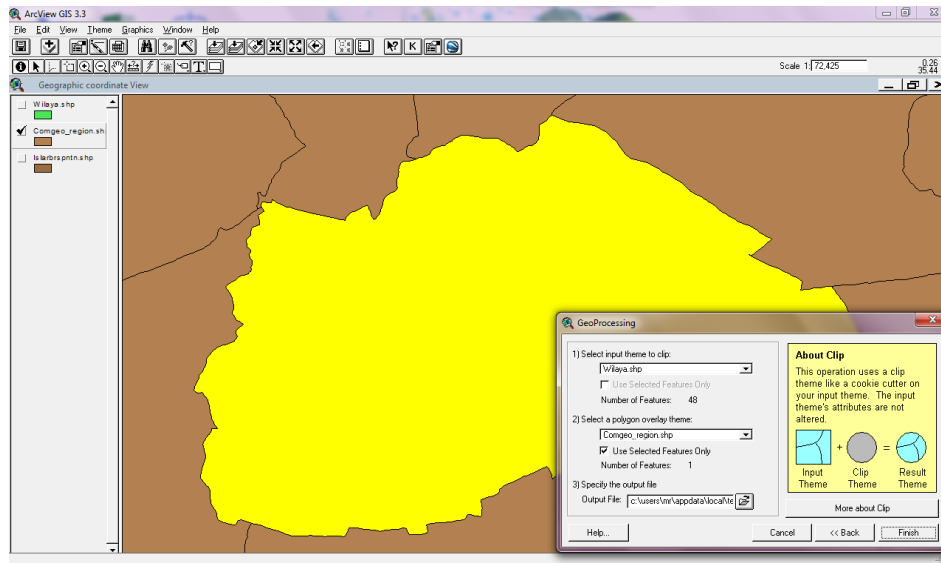 ArcView GIS 3.3
File Edit View Theme Graphics Window Help
Scale 1: 72,425
0.26
35.44
Geographic coordinate View
Wilaya.shp
Comgeo_region.sh
GeoProcessing
1) Select input theme to clip:
Wilaya.shp
Use Selected Features Only
Number of Features: 48
2) Select a polygon overlay theme:
Comgeo_region.shp
Use Selected Features Only
Number of Features: 1
3) Specify the output file
Output File: c:\users\mr\appdata\local\te
About Clip
This operation uses a clip
theme like a cookie cutter on
your input theme. The input
theme's attributes are not
altered.
+ =
Input Theme
Clip Theme
Result Theme
More about Clip
Help...
Cancel
<< Back
Finish